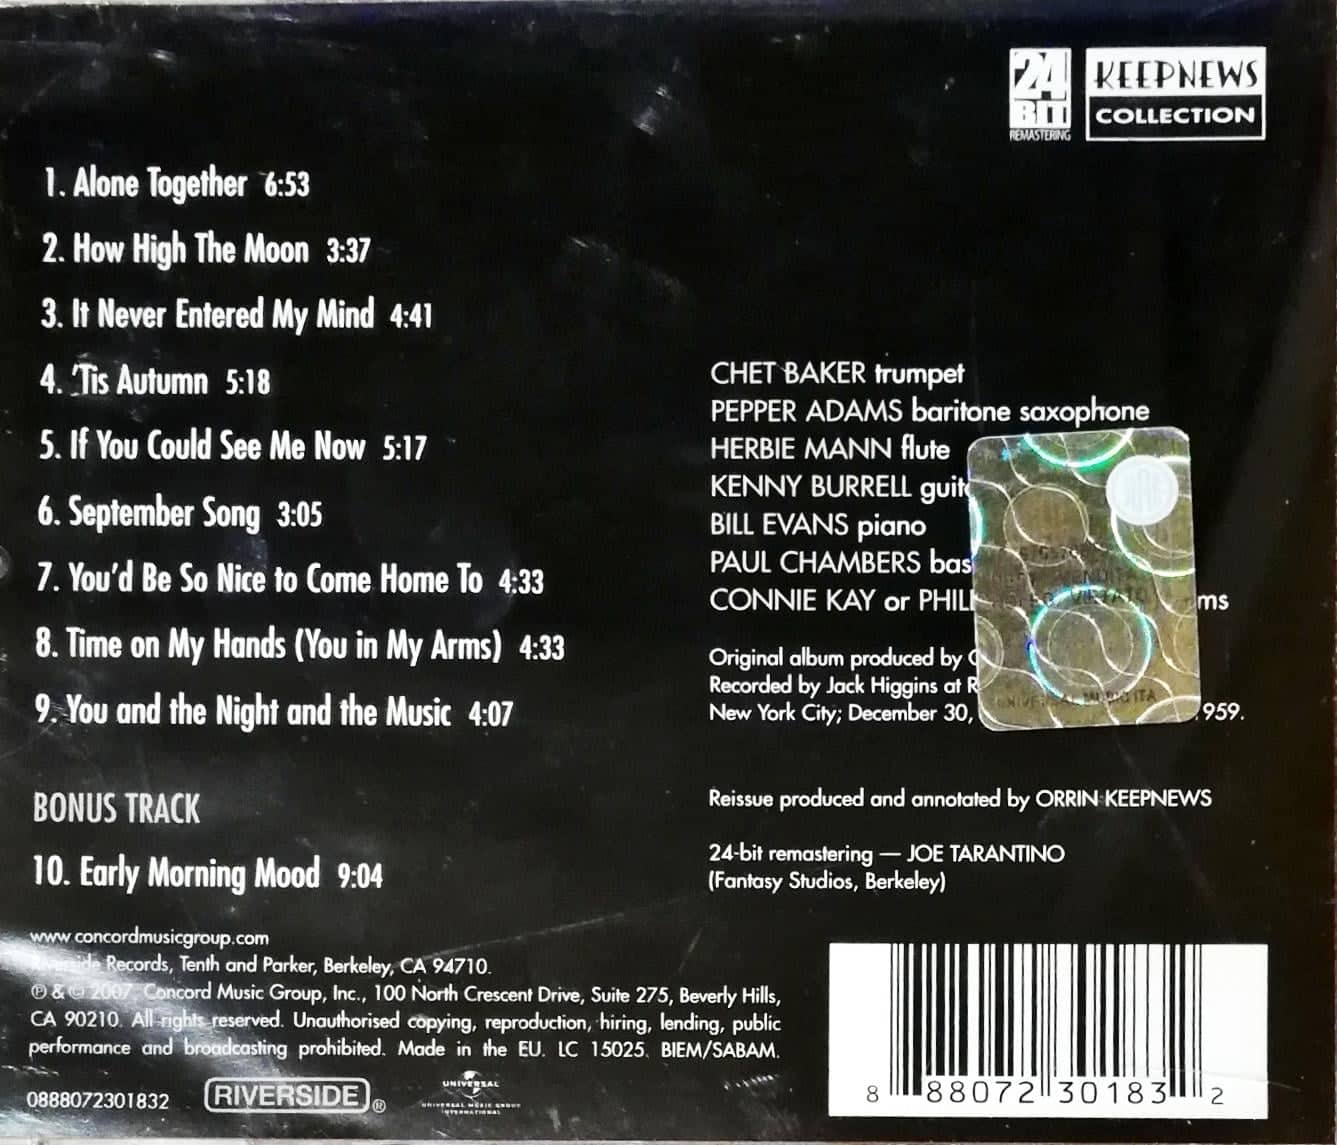 24
BIT
REMASTERING
KEEPNEWS
COLLECTION
1. Alone Together 6:53
2. How High The Moon 3:37
3. It Never Entered My Mind 4:41
4. 'Tis Autumn 5:18
5. If You Could See Me Now 5:17
6. September Song 3:05
7. You'd Be So Nice to Come Home To 4:33
8. Time on My Hands (You in My Arms) 4:33
9. You and the Night and the Music 4:07
BONUS TRACK
10. Early Morning Mood 9:04
CHET BAKER trumpet
PEPPER ADAMS baritone saxophone
HERBIE MANN flute
KENNY BURRELL
BILL EVANS piano
PAUL CHAMBERS
CONNIE KAY or
Original album produced by
Recorded by Jack Higgins at
New York City; December 30,
UNIVERSAL MUSIC ITA
Reissue produced and annotated by ORRIN KEEPNEWS
24-bit remastering — JOE TARANTINO
(Fantasy Studios, Berkeley)
www concordmusicgroup.com
Riverside Records, Tenth and Parker, Berkeley, CA 94710.
℗ & © 2007, Concord Music Group, Inc., 100 North Crescent Drive, Suite 275, Beverly Hills,
CA 90210. All rights reserved. Unauthorised copying, reproduction, hiring, lending, public
performance and broadcasting prohibited. Made in the EU. LC 15025. BIEM/SABAM.
0888072301832
RIVERSIDE®
UNIVERSAL
UNIVERSAL MUSIC GROUP
INTERNATIONAL
8 88072 30183 2